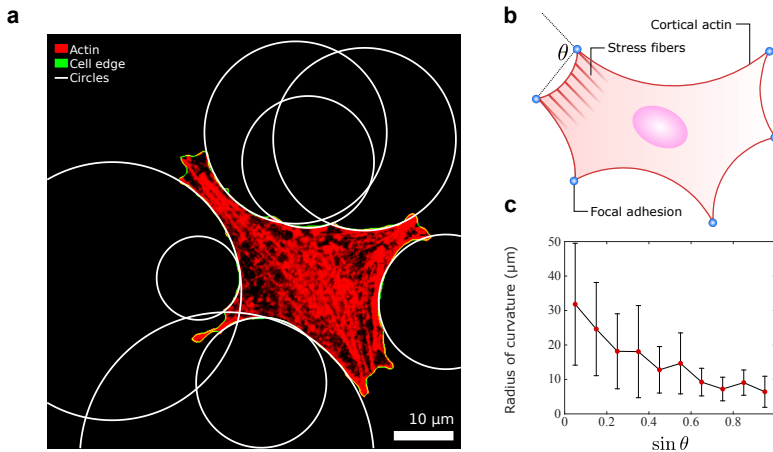 a
Actin
Cell edge
Circles
10 μm
b
θ
Cortical actin
Stress fibers
Focal adhesion
c
Radius of curvature (μm)
50
40
30
20
10
0
0
0.2
0.4
0.6
0.8
sin θ